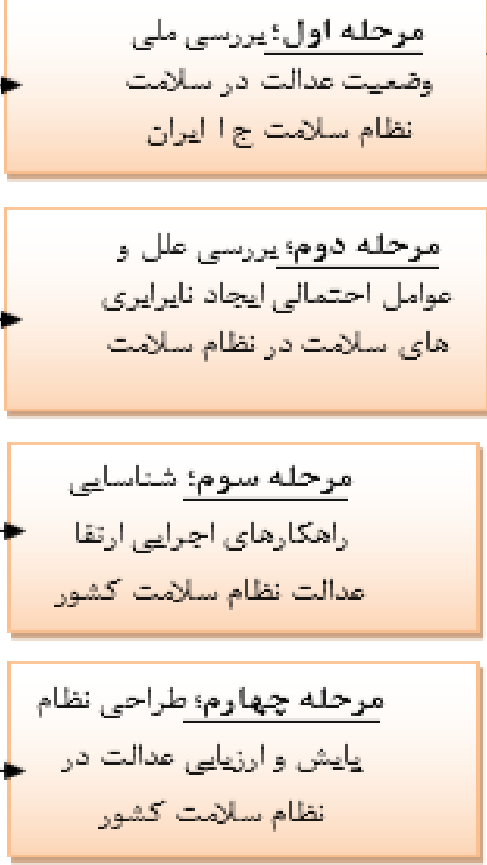 مرحله اول؛ بررسی ملی
وضعیت عدالت در سلامت
نظام سلامت ج ا ایران
مرحله دوم؛ بررسی علل و
عوامل احتمالی ایجاد نابرابری
های سلامت در نظام سلامت
مرحله سوم؛ شناسایی
راهکارهای اجرایی ارتقا
عدالت نظام سلامت کشور
مرحله چهارم؛ طراحی نظام
پایش و ارزیابی عدالت در
نظام سلامت کشور